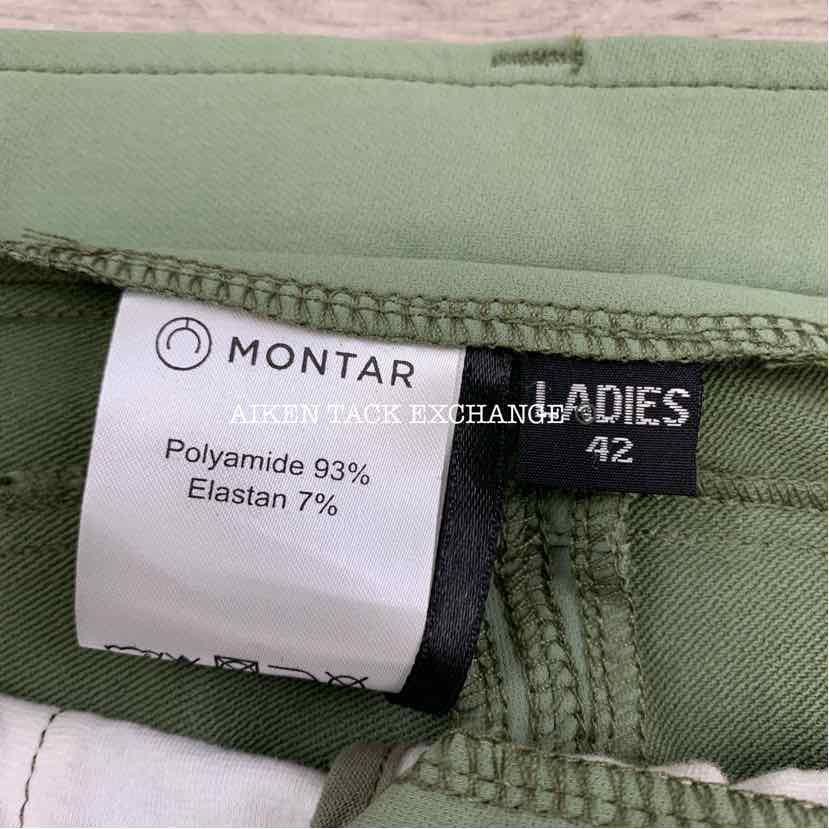 MONTAR
Polyamide 93%
Elastan 7%
LADIES
42
AIKEN TACK EXCHANGE